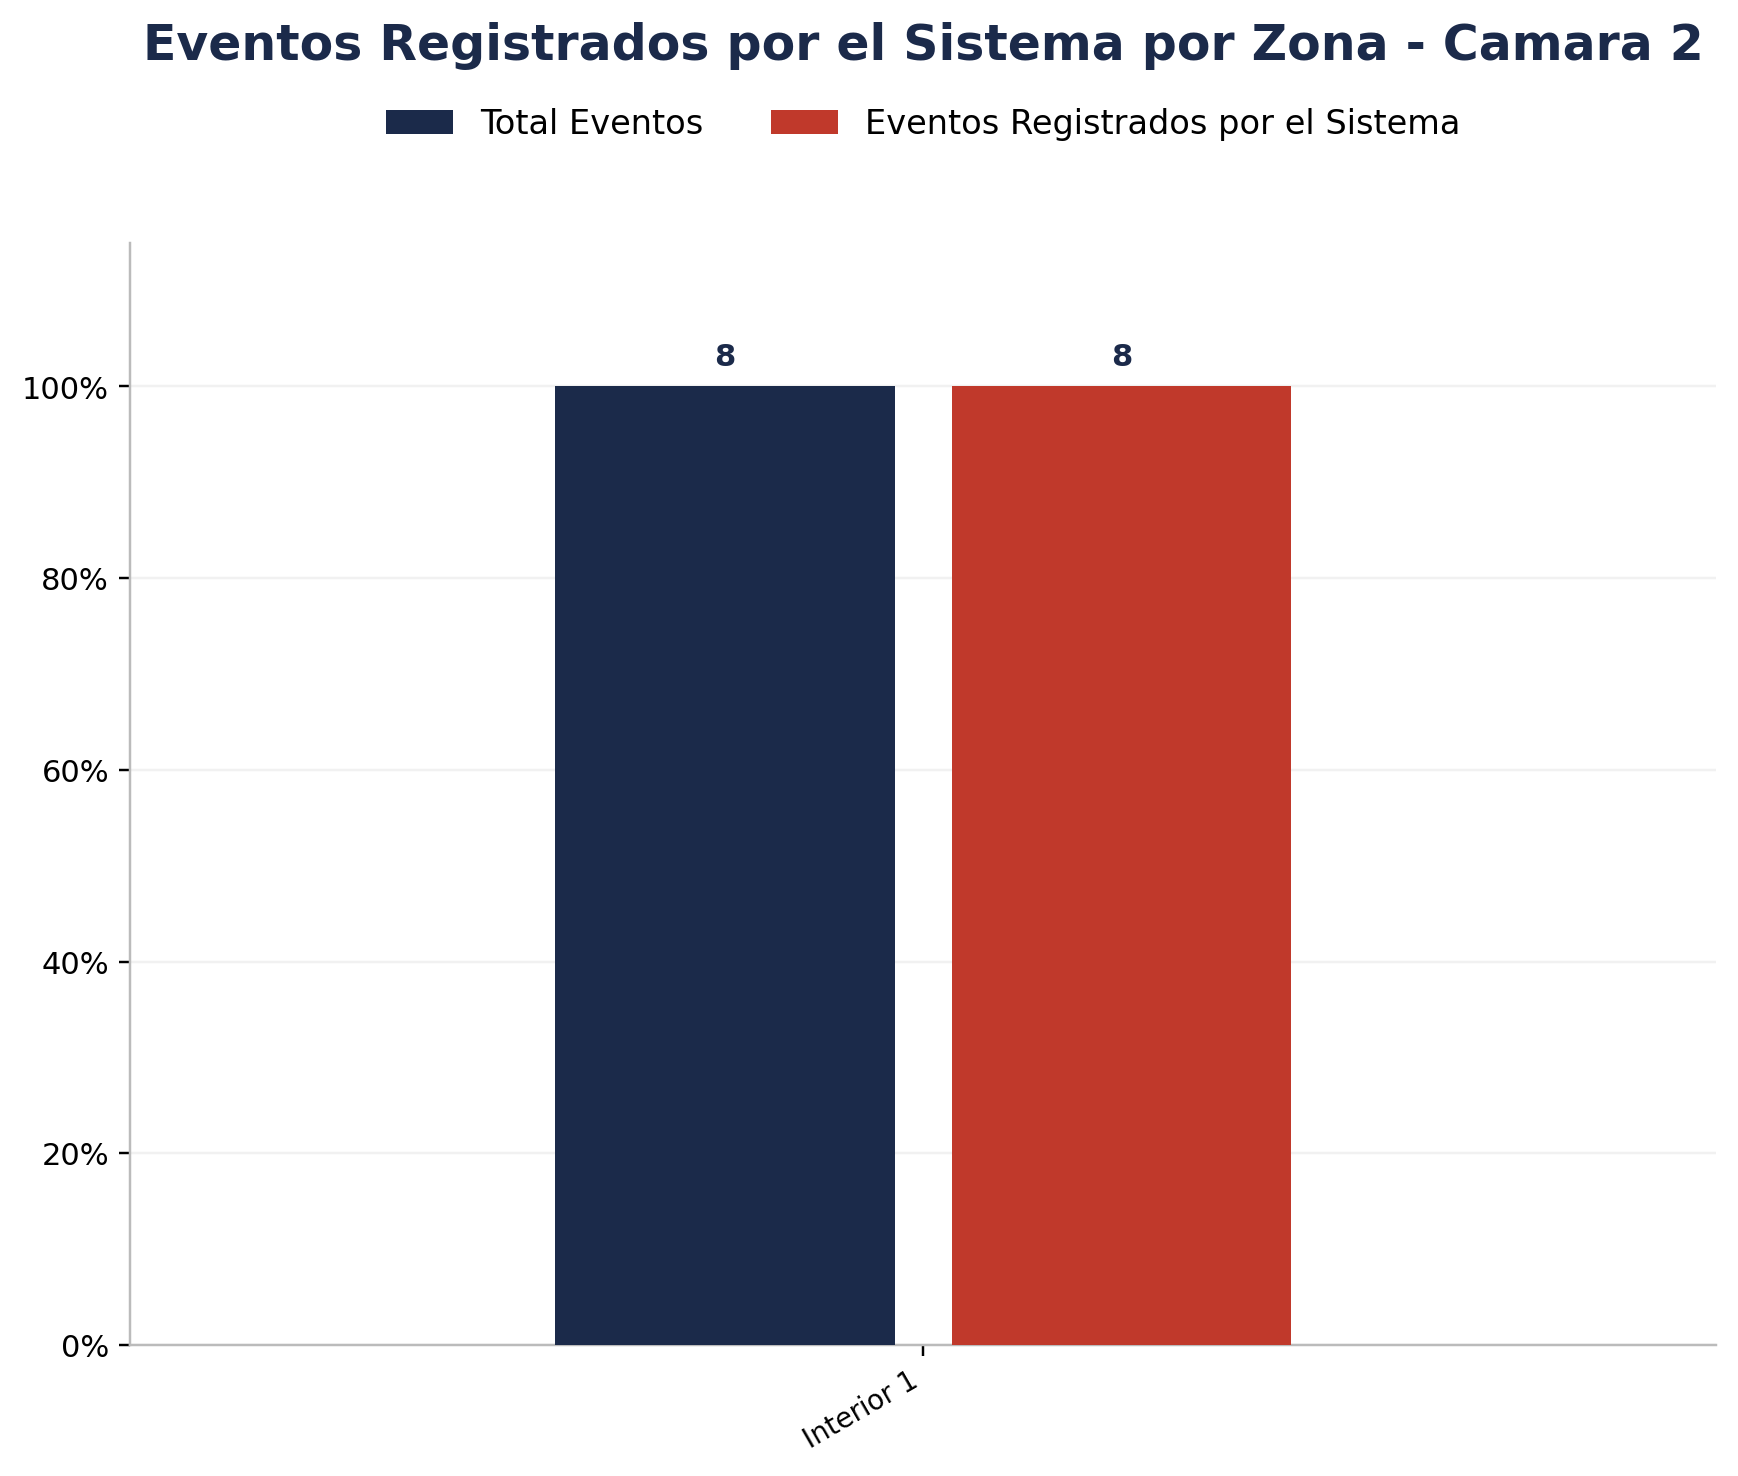 Eventos Registrados por el Sistema por Zona - Camara 2
Total Eventos
Eventos Registrados por el Sistema
8
8
100%
80%
60%
40%
20%
0%
Interior 1